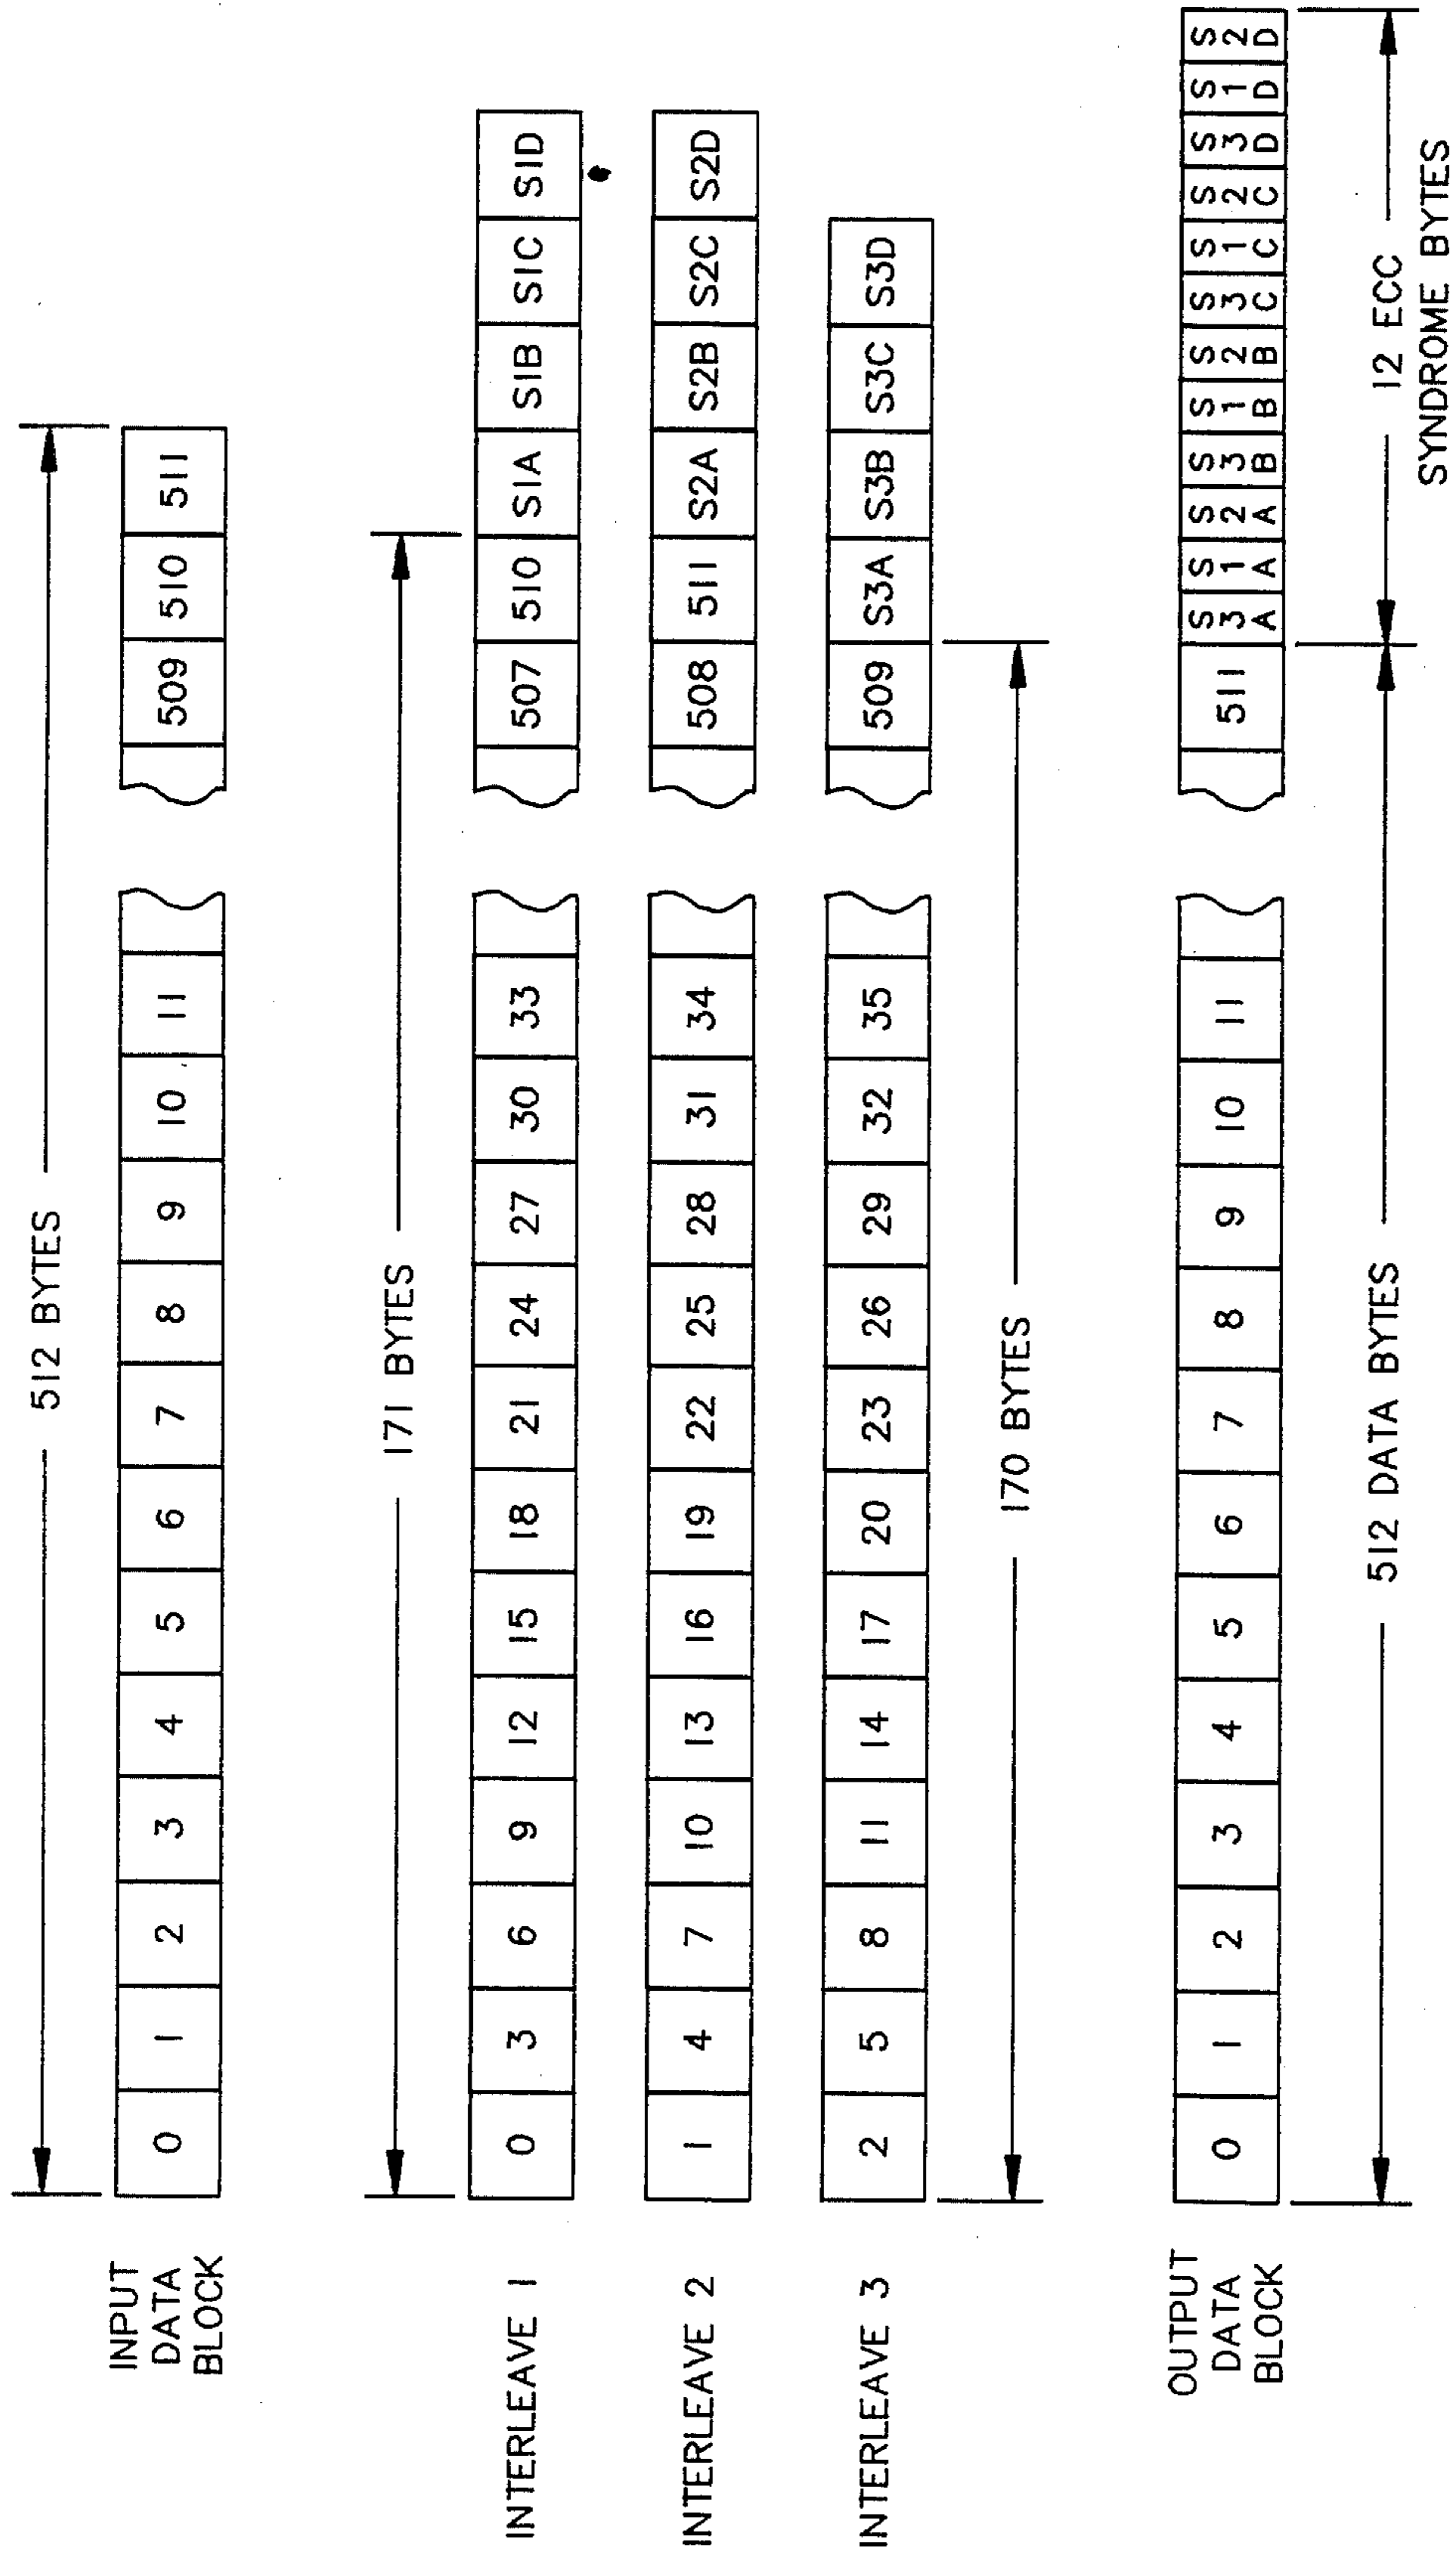 512 BYTES
INPUT
DATA
BLOCK
0 1 2 3 4 5 6 7 8 9 10 11 509 510 511
171 BYTES
INTERLEAVE 1
0 3 6 9 12 15 18 21 24 27 30 33 507 510 S1A S1B S1C S1D
INTERLEAVE 2
1 4 7 10 13 16 19 22 25 28 31 34 508 511 S2A S2B S2C S2D
INTERLEAVE 3
2 5 8 11 14 17 20 23 26 29 32 35 509 S3A S3B S3C S3D
170 BYTES
OUTPUT
DATA
BLOCK
0 1 2 3 4 5 6 7 8 9 10 11 511 S3A S1A S2A S3B S1B S2B S3C S1C S2C S3D S1D S2D
512 DATA BYTES
12 ECC
SYNDROME BYTES